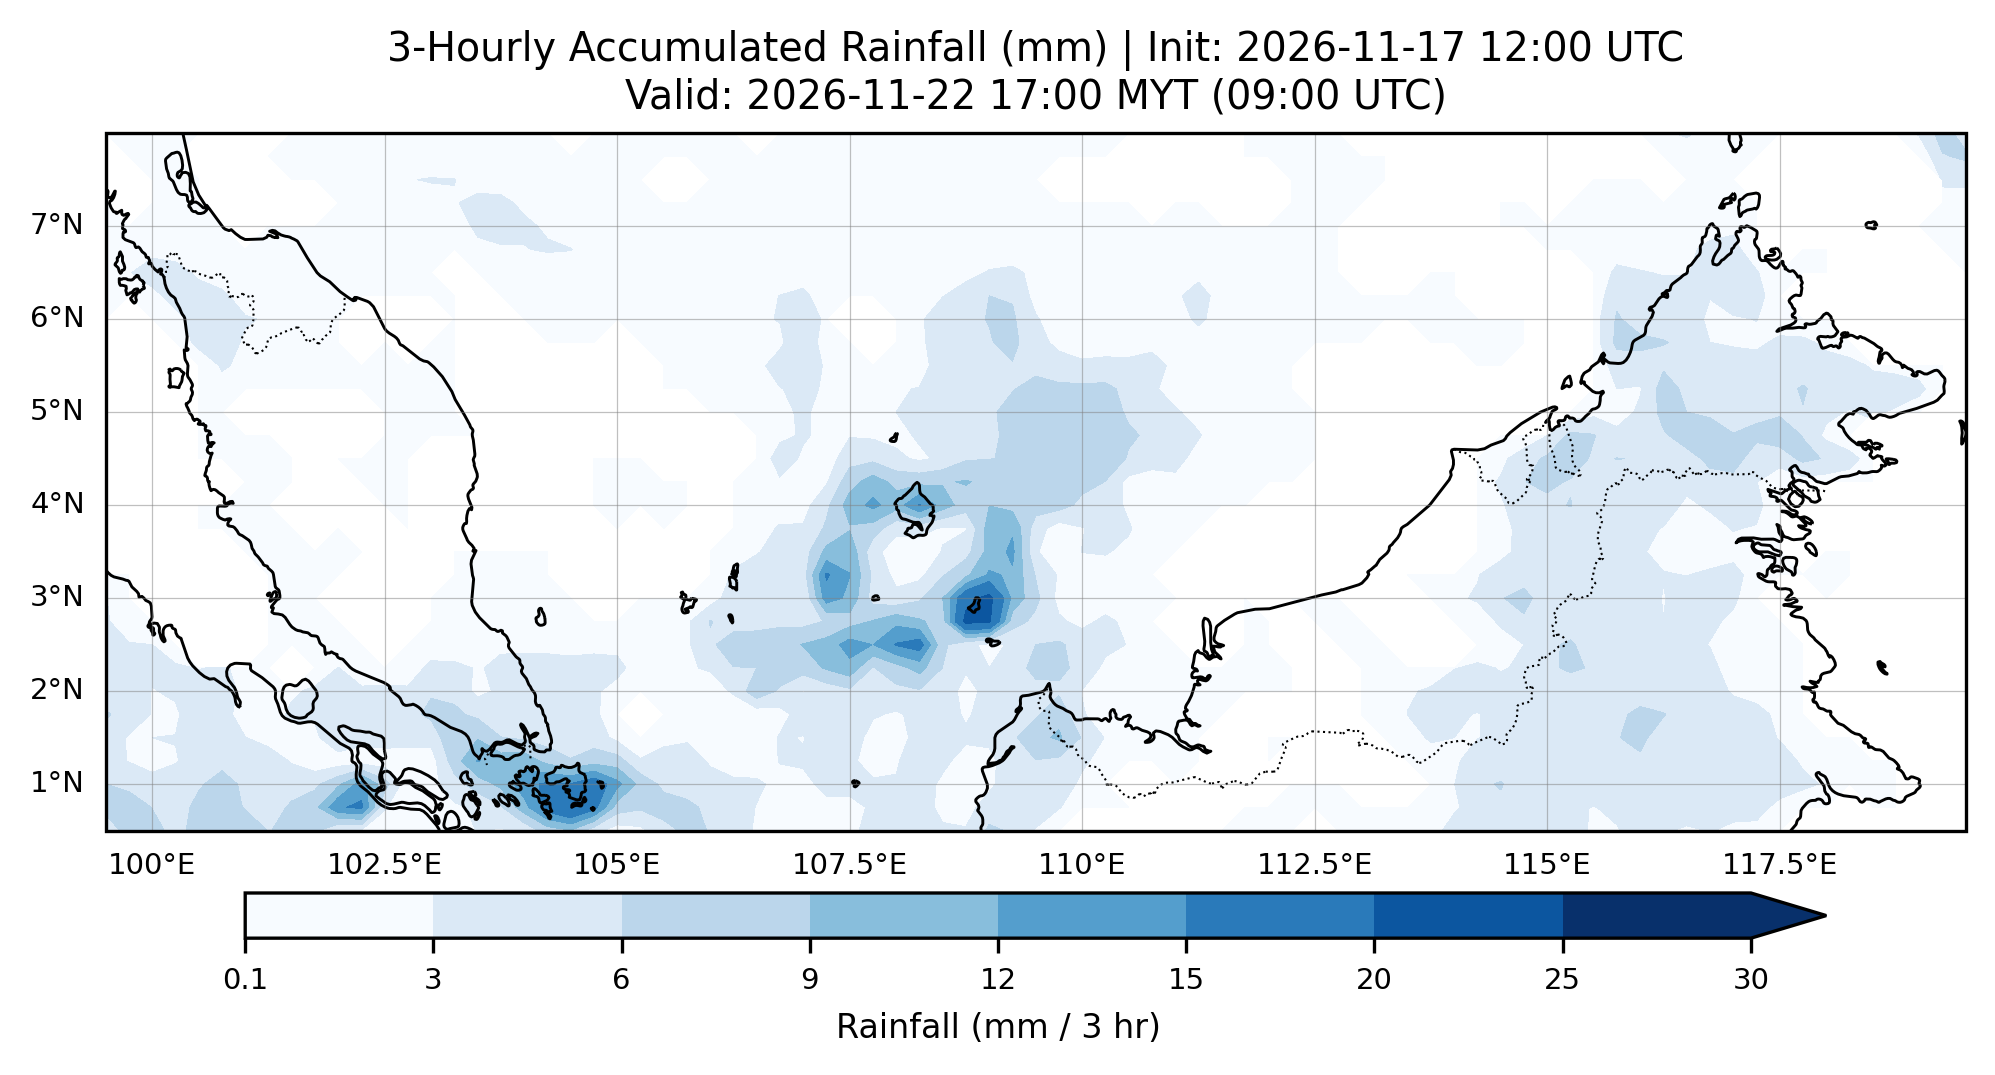 3-Hourly Accumulated Rainfall (mm) | Init: 2026-11-17 12:00 UTC
Valid: 2026-11-22 17:00 MYT (09:00 UTC)
7°N
6°N
5°N
4°N
3°N
2°N
1°N
100°E 102.5°E 105°E 107.5°E 110°E 112.5°E 115°E 117.5°E
0.1 3 6 9 12 15 20 25 30
Rainfall (mm / 3 hr)